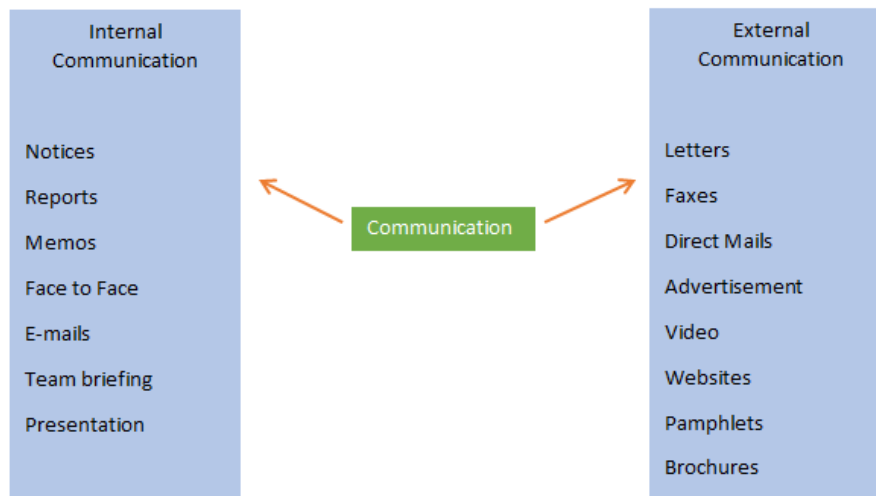 Internal
Communication
Notices
Reports
Memos
Face to Face
E-mails
Team briefing
Presentation
Communication
External
Communication
Letters
Faxes
Direct Mails
Advertisement
Video
Websites
Pamphlets
Brochures